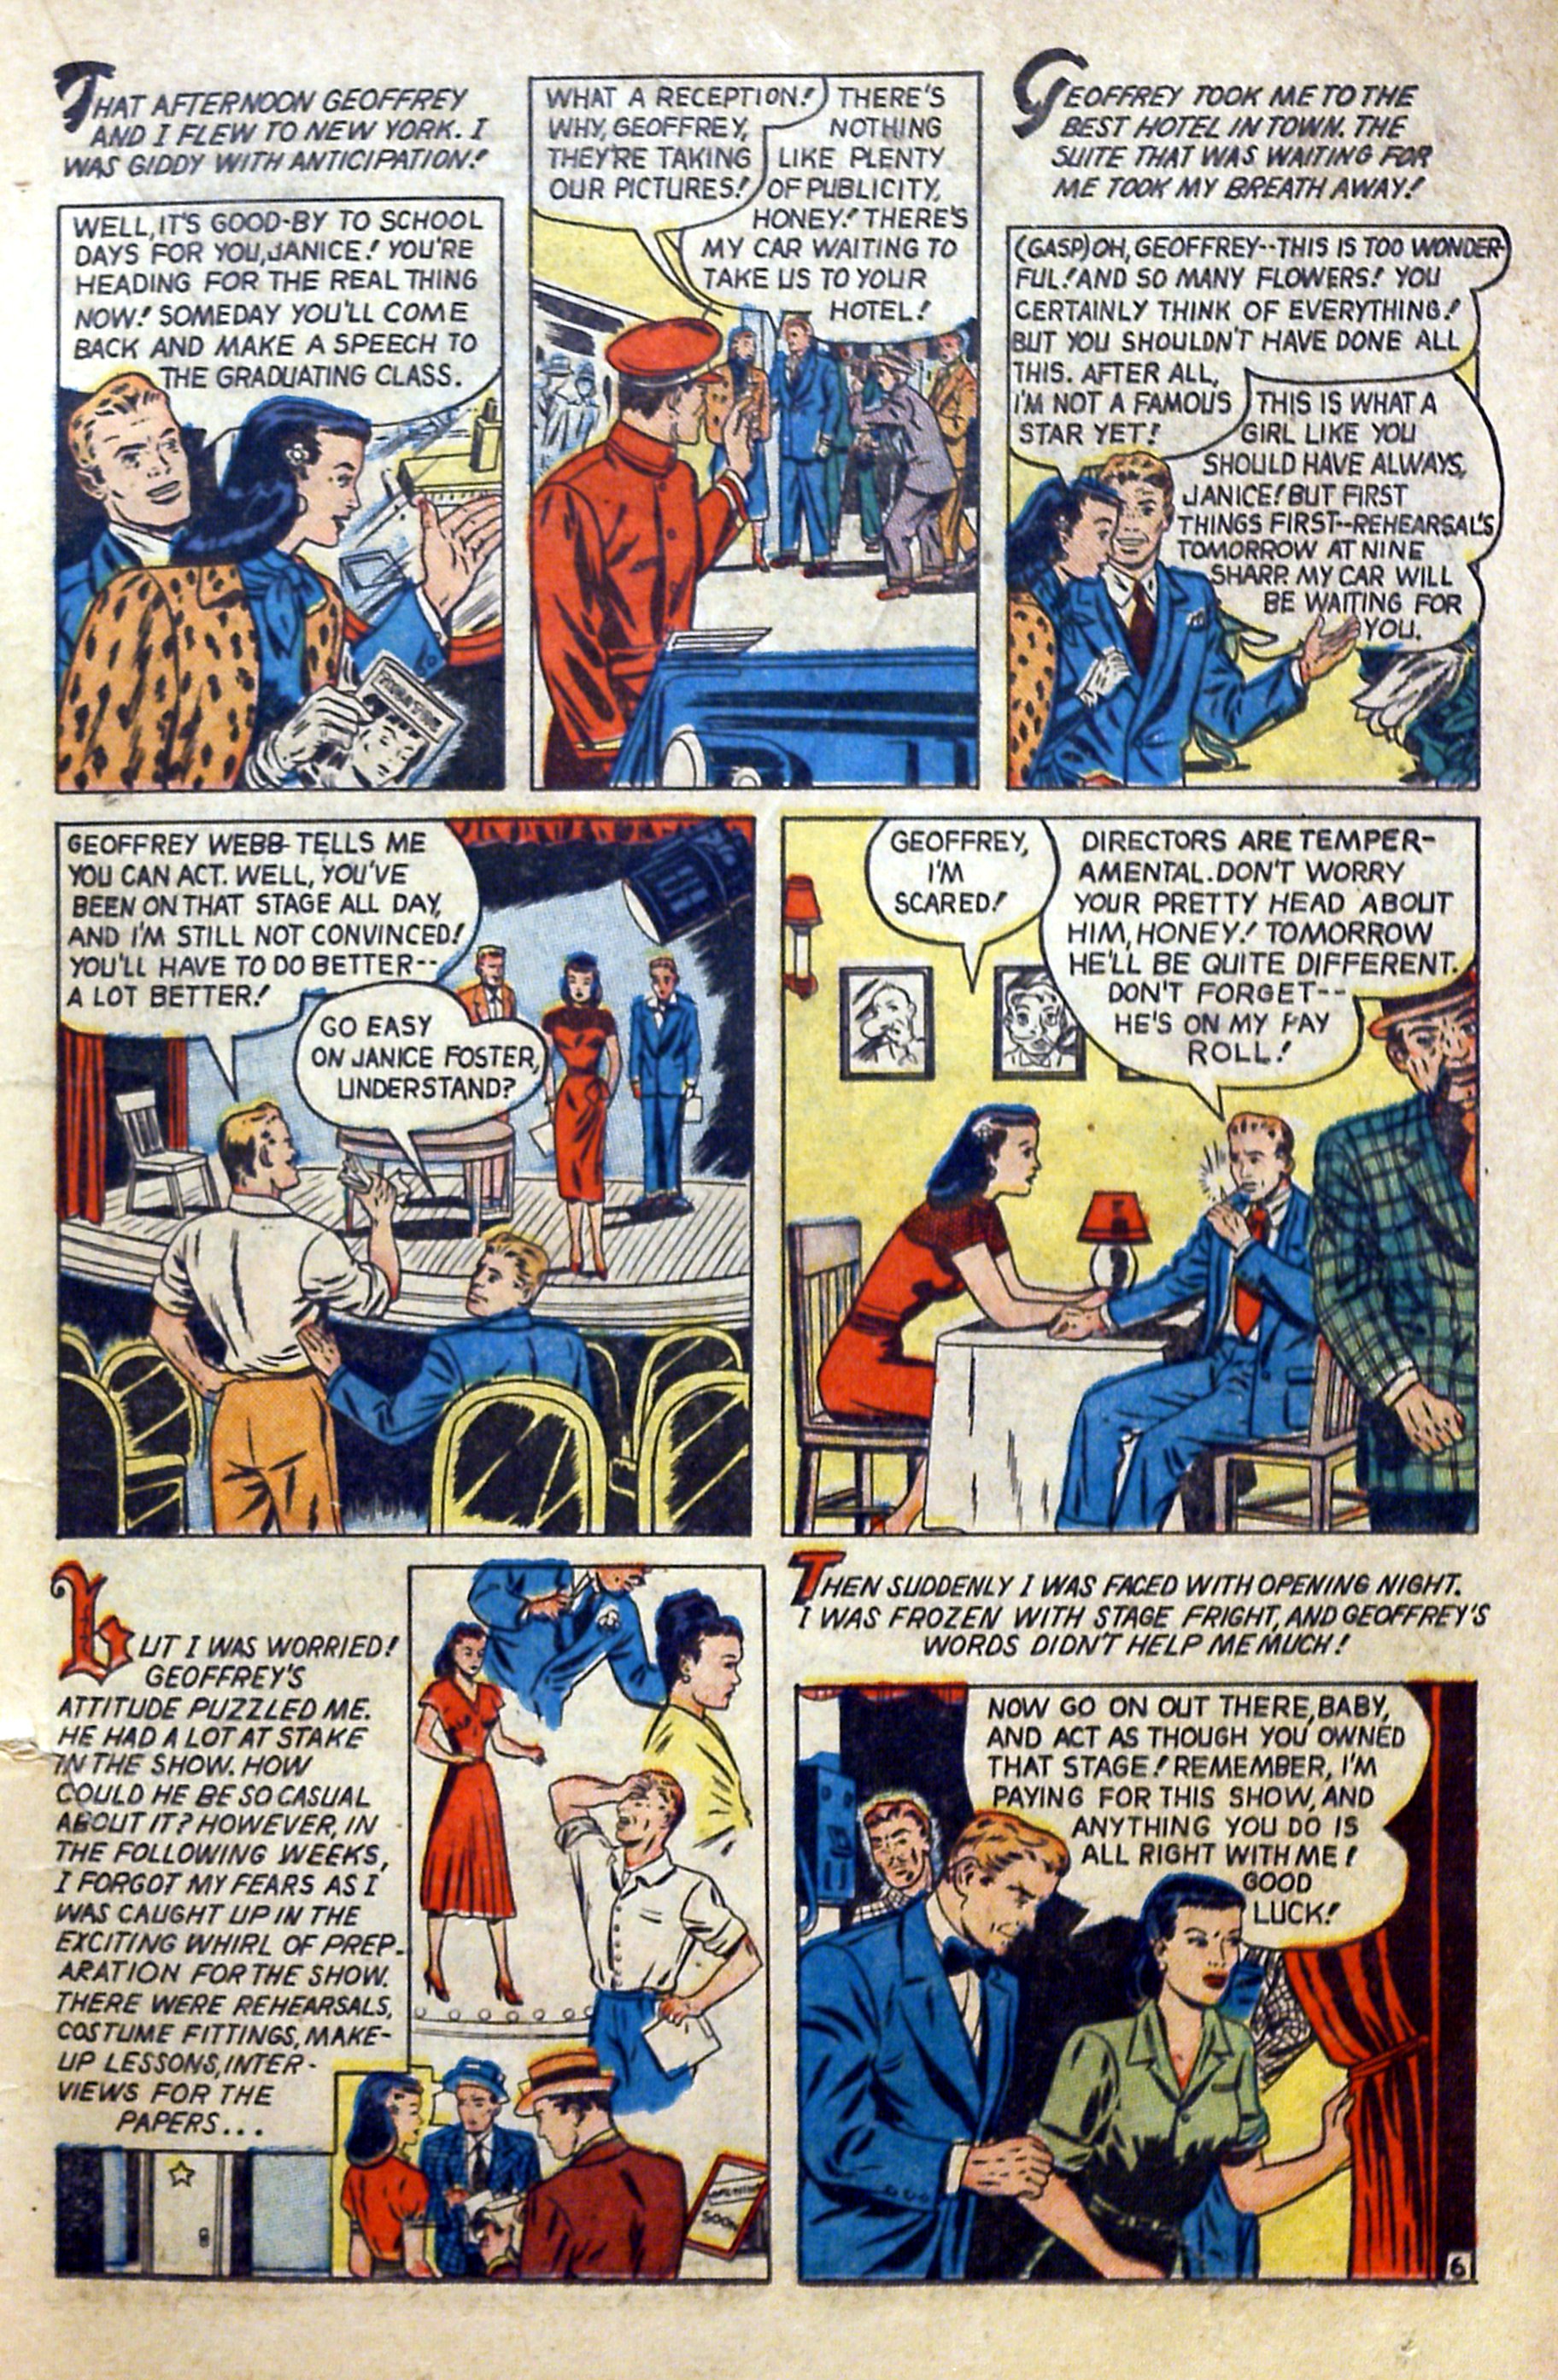 THAT AFTERNOON GEOFFREY
AND I FLEW TO NEW YORK. I
WAS GIDDY WITH ANTICIPATION!
WELL, IT'S GOOD-BY TO SCHOOL
DAYS FOR YOU, JANICE! YOU'RE
HEADING FOR THE REAL THING
NOW! SOMEDAY YOU'LL COME
BACK AND MAKE A SPEECH TO
THE GRADUATING CLASS.
WHAT A RECEPTION!
WHY, GEOFFREY,
THEY'RE TAKING
OUR PICTURES!
THERE'S
NOTHING
LIKE PLENTY
OF PUBLICITY,
HONEY! THERE'S
MY CAR WAITING TO
TAKE US TO YOUR
HOTEL!
GEOFFREY TOOK ME TO THE
BEST HOTEL IN TOWN. THE
SUITE THAT WAS WAITING FOR
ME TOOK MY BREATH AWAY!
(GASP) OH, GEOFFREY--THIS IS TOO WONDER-
FUL! AND SO MANY FLOWERS! YOU
CERTAINLY THINK OF EVERYTHING!
BUT YOU SHOULDN'T HAVE DONE ALL
THIS. AFTER ALL,
I'M NOT A FAMOUS
STAR YET!
THIS IS WHAT A
GIRL LIKE YOU
SHOULD HAVE ALWAYS,
JANICE! BUT FIRST
THINGS FIRST--REHEARSAL'S
TOMORROW AT NINE
SHARP. MY CAR WILL
BE WAITING FOR
YOU.
GEOFFREY WEBB TELLS ME
YOU CAN ACT. WELL, YOU'VE
BEEN ON THAT STAGE ALL DAY,
AND I'M STILL NOT CONVINCED!
YOU'LL HAVE TO DO BETTER--
A LOT BETTER!
GO EASY
ON JANICE FOSTER,
UNDERSTAND?
GEOFFREY,
I'M
SCARED!
DIRECTORS ARE TEMPER-
AMENTAL. DON'T WORRY
YOUR PRETTY HEAD ABOUT
HIM, HONEY! TOMORROW
HE'LL BE QUITE DIFFERENT.
DON'T FORGET--
HE'S ON MY PAY
ROLL!
BUT I WAS WORRIED!
GEOFFREY'S
ATTITUDE PUZZLED ME.
HE HAD A LOT AT STAKE
IN THE SHOW. HOW
COULD HE BE SO CASUAL
ABOUT IT? HOWEVER, IN
THE FOLLOWING WEEKS,
I FORGOT MY FEARS AS I
WAS CAUGHT UP IN THE
EXCITING WHIRL OF PREP-
ARATION FOR THE SHOW.
THERE WERE REHEARSALS,
COSTUME FITTINGS, MAKE-
UP LESSONS, INTER-
VIEWS FOR THE
PAPERS...
OPENING
SOON
THEN SUDDENLY I WAS FACED WITH OPENING NIGHT.
I WAS FROZEN WITH STAGE FRIGHT, AND GEOFFREY'S
WORDS DIDN'T HELP ME MUCH!
NOW GO ON OUT THERE, BABY,
AND ACT AS THOUGH YOU OWNED
THAT STAGE! REMEMBER, I'M
PAYING FOR THIS SHOW, AND
ANYTHING YOU DO IS
ALL RIGHT WITH ME!
GOOD
LUCK!
6